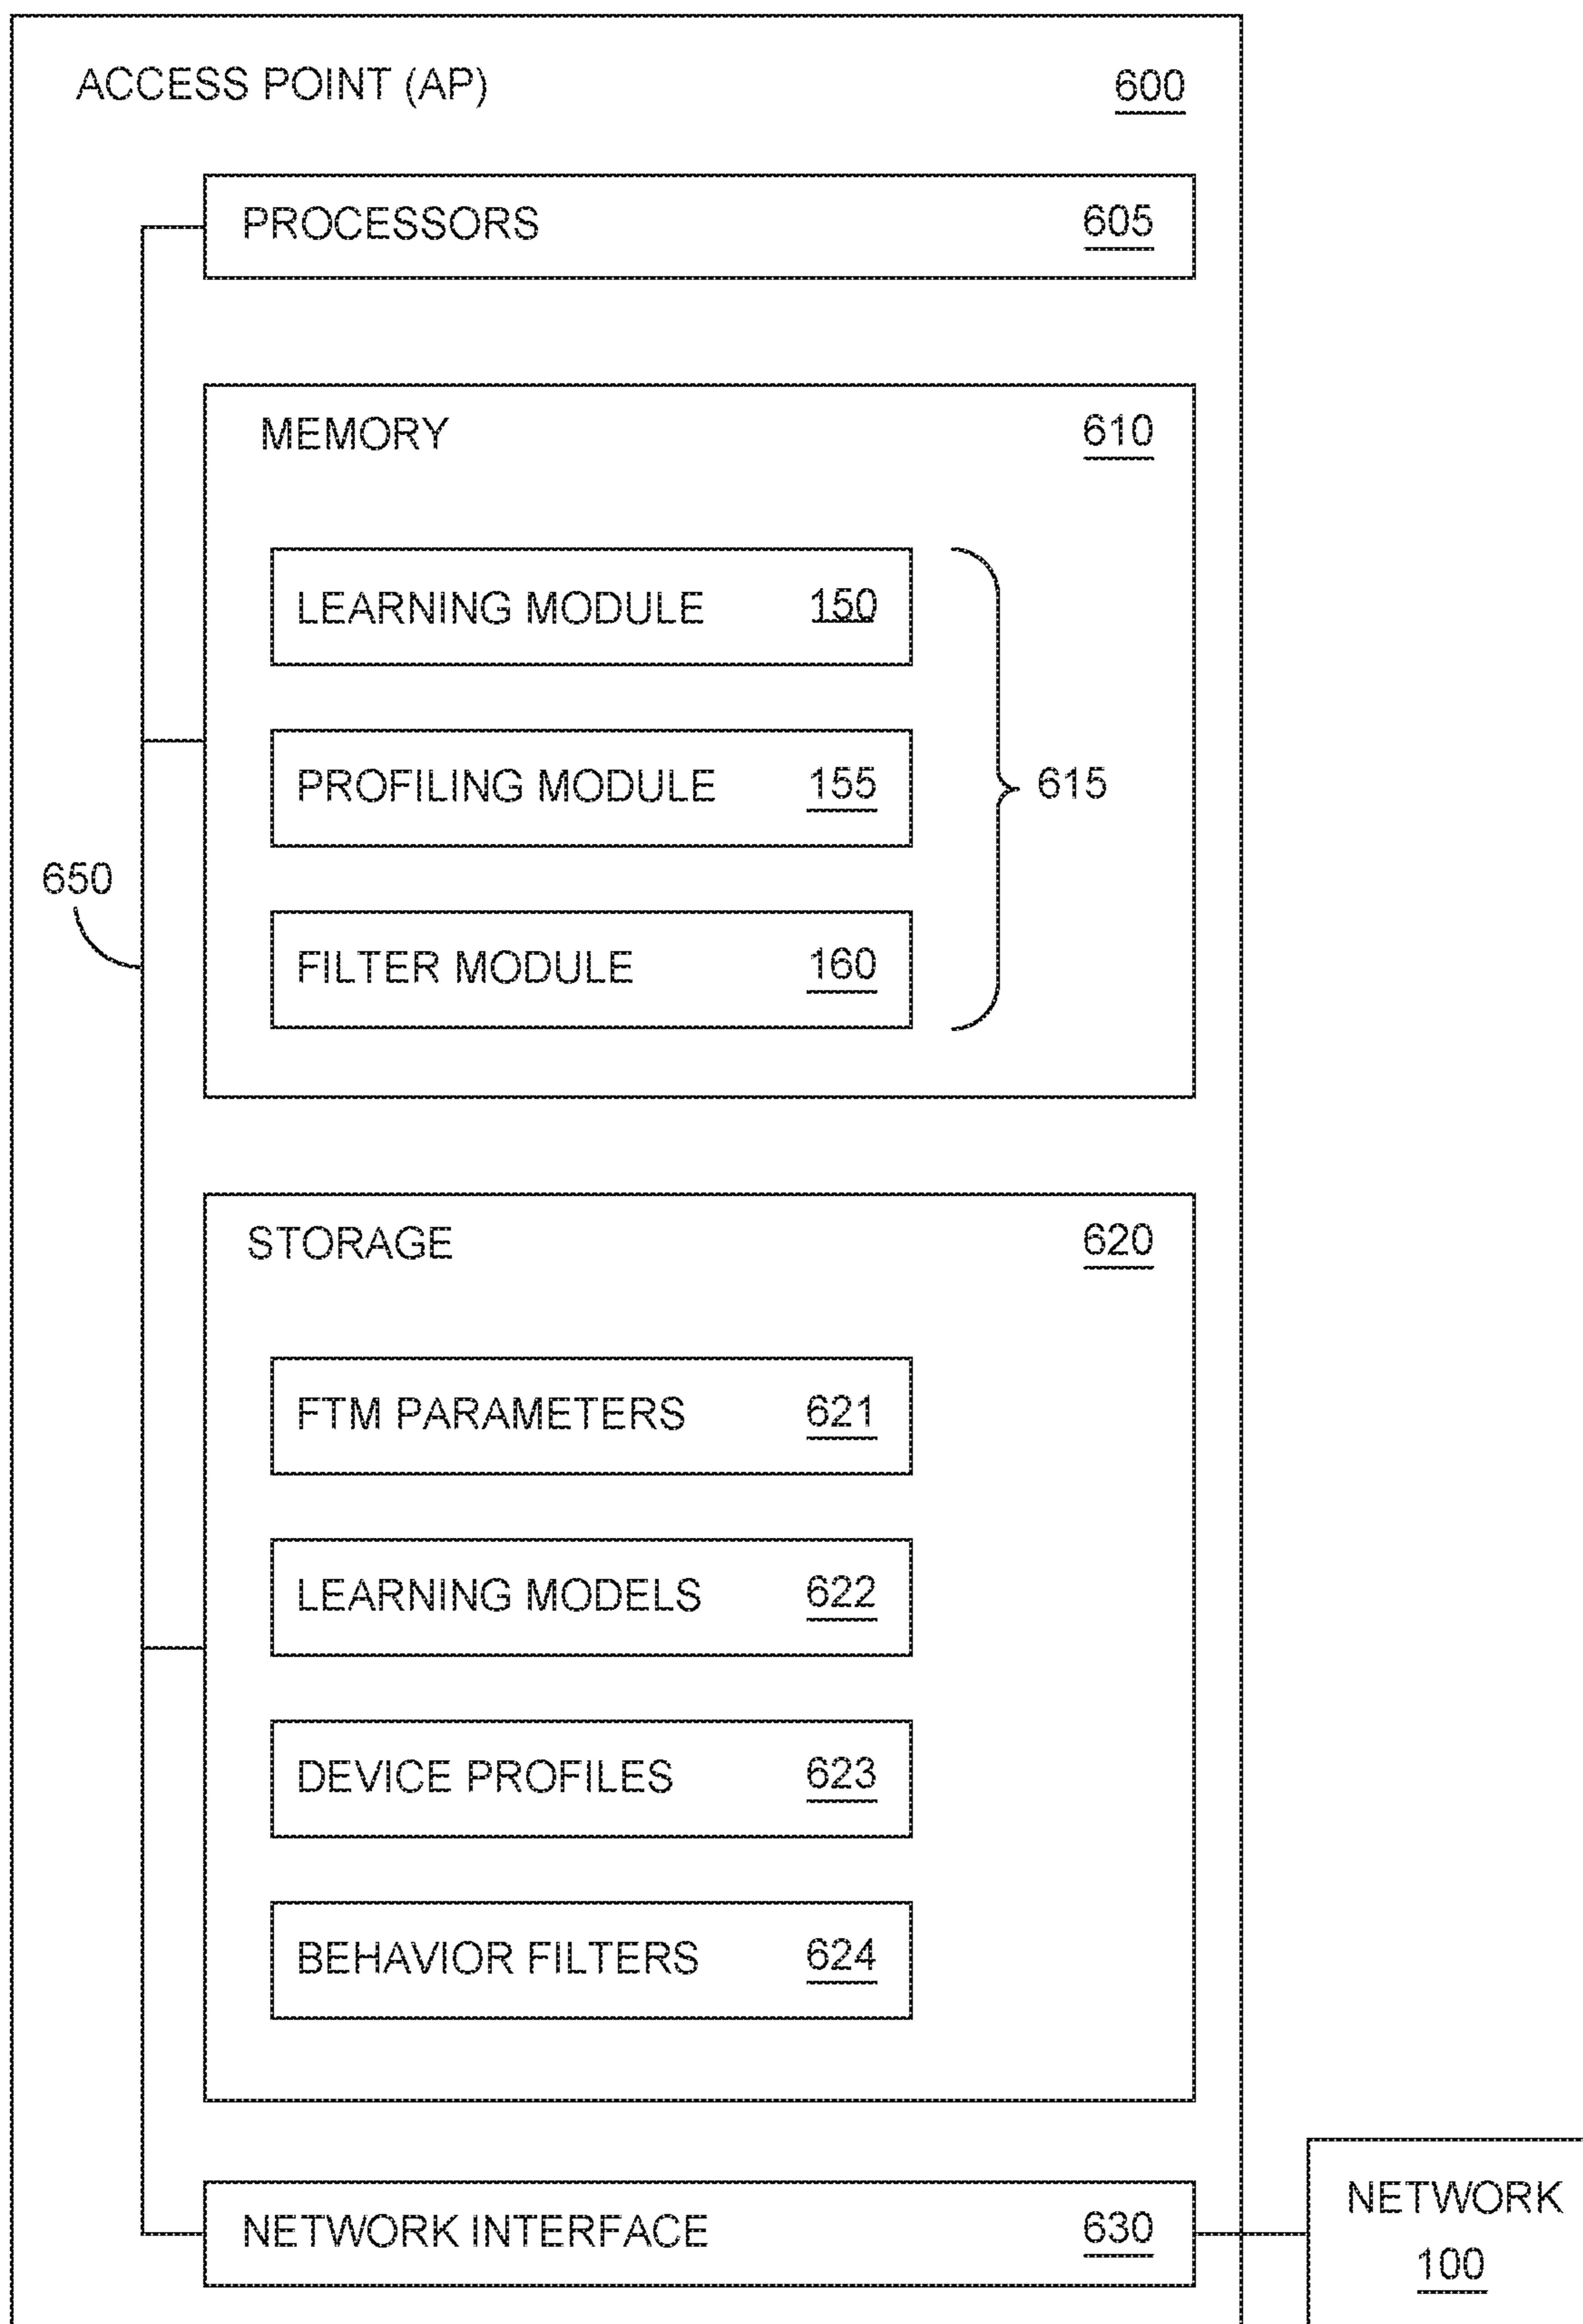 ACCESS POINT (AP) 600
PROCESSORS 605
MEMORY 610
LEARNING MODULE 150
PROFILING MODULE 155
615
650
FILTER MODULE 160
STORAGE 620
FTM PARAMETERS 621
LEARNING MODELS 622
DEVICE PROFILES 623
BEHAVIOR FILTERS 624
NETWORK INTERFACE 630
NETWORK
100